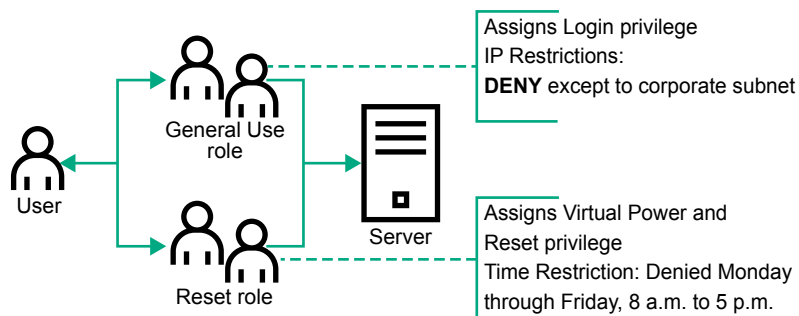 Assigns Login privilege
IP Restrictions:
DENY except to corporate subnet
General Use
role
User
Server
Reset role
Assigns Virtual Power and
Reset privilege
Time Restriction: Denied Monday
through Friday, 8 a.m. to 5 p.m.